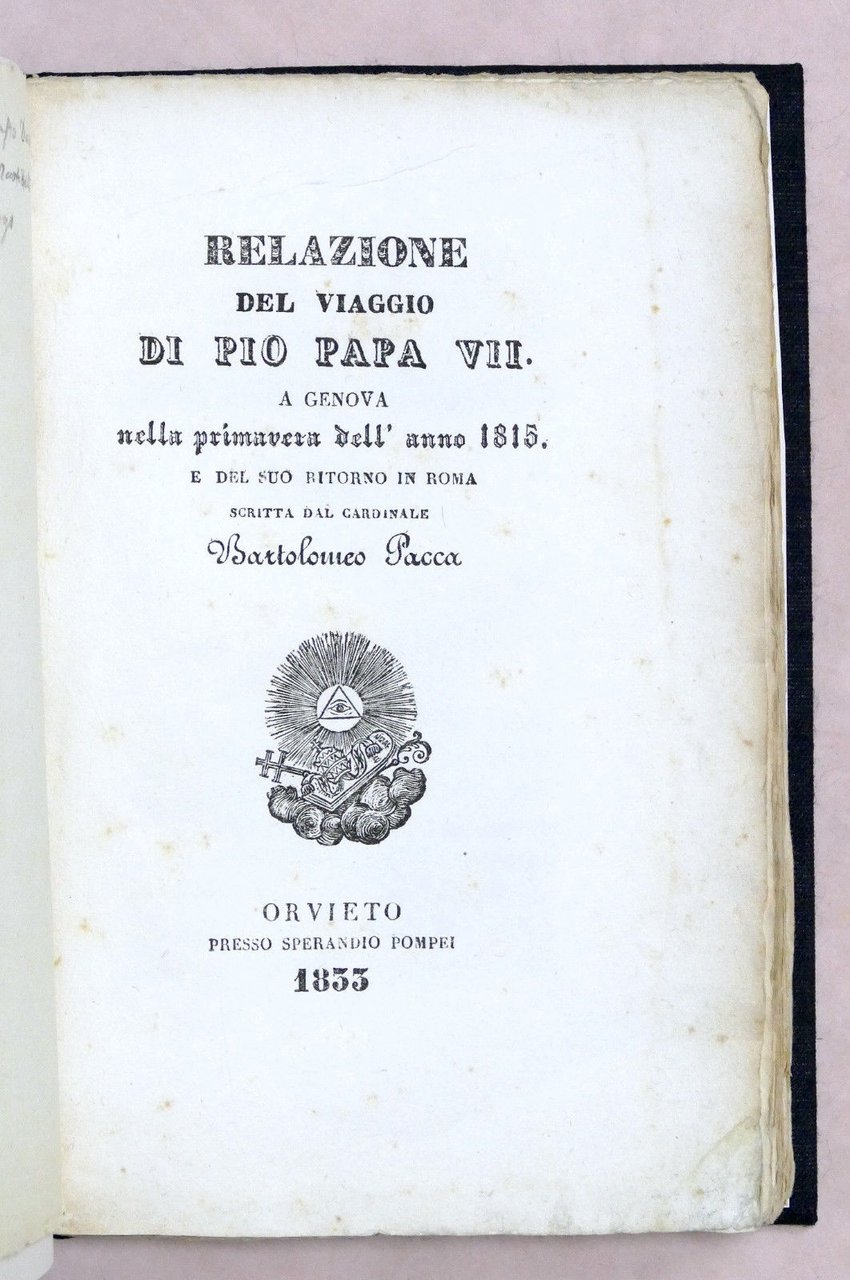 RELAZIONE
DEL VIAGGIO
DI PIO PAPA VII.
A GENOVA
nella primavera dell' anno 1815.
E DEL SUO RITORNO IN ROMA
SCRITTA DAL CARDINALE
Bartolomeo Pacca
ORVIETO
PRESSO SPERANDIO POMPEI
1833